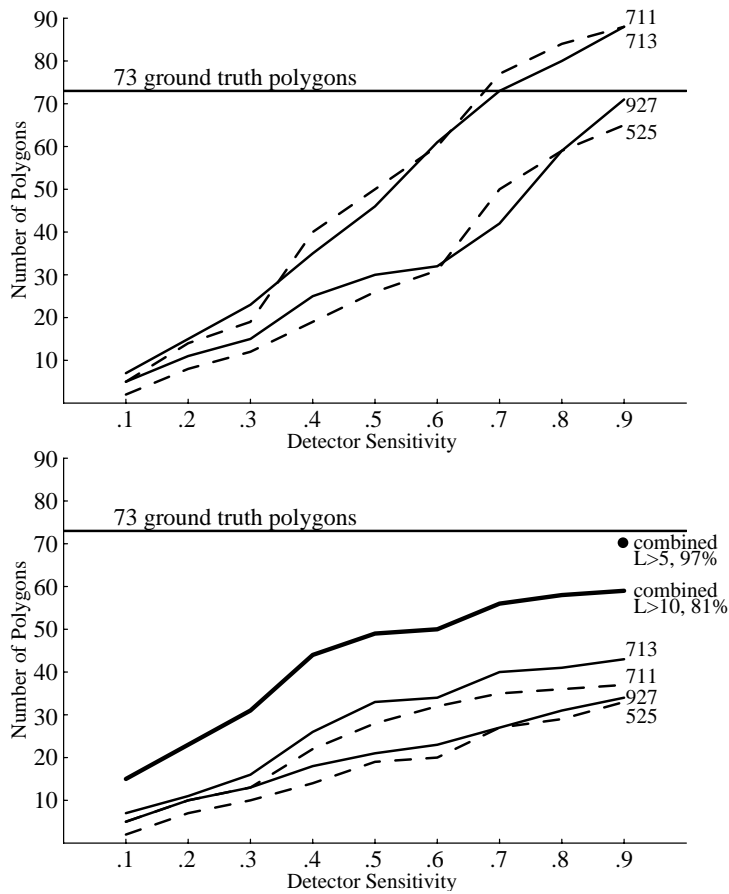 90
711
713
80
73 ground truth polygons
70
927
525
60
50
40
30
20
10
Number of Polygons
.1 .2 .3 .4 .5 .6 .7 .8 .9
Detector Sensitivity
90
80
73 ground truth polygons
70
combined
L>5, 97%
60
combined
L>10, 81%
50
713
40
711
927
30
525
20
10
Number of Polygons
.1 .2 .3 .4 .5 .6 .7 .8 .9
Detector Sensitivity